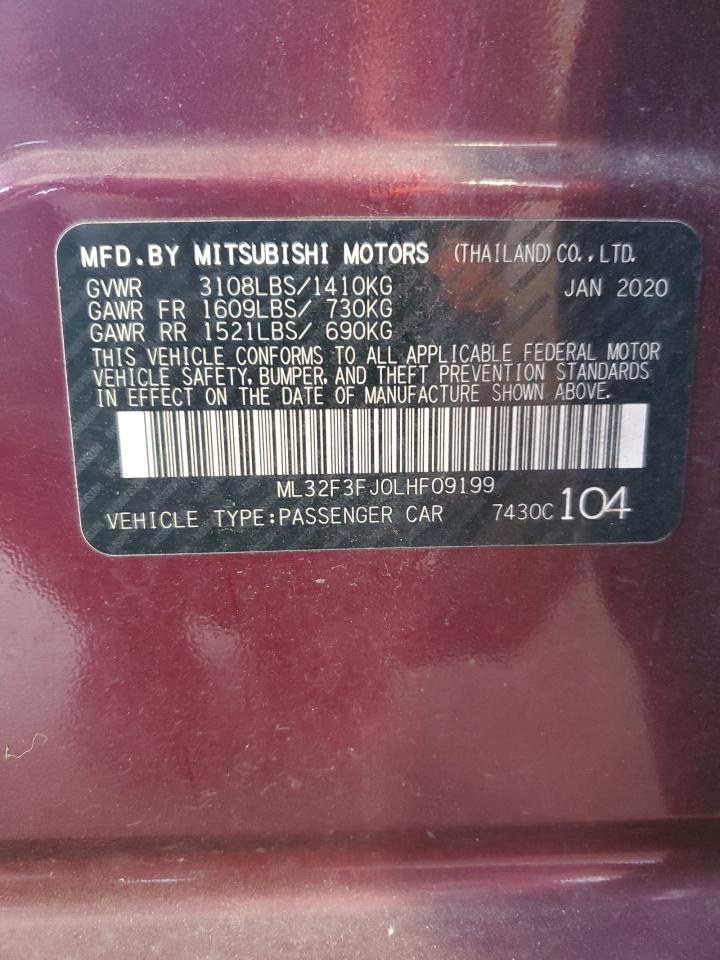 MFD.BY MITSUBISHI MOTORS (THAILAND) CO., LTD.
GVWR 3108LBS/1410KG JAN 2020
GAWR FR 1609LBS/ 730KG
GAWR RR 1521LBS/ 690KG
THIS VEHICLE CONFORMS TO ALL APPLICABLE FEDERAL MOTOR
VEHICLE SAFETY, BUMPER, AND THEFT PREVENTION STANDARDS
IN EFFECT ON THE DATE OF MANUFACTURE SHOWN ABOVE.
ML32F3FJ0LHF09199
VEHICLE TYPE:PASSENGER CAR 7430C 104